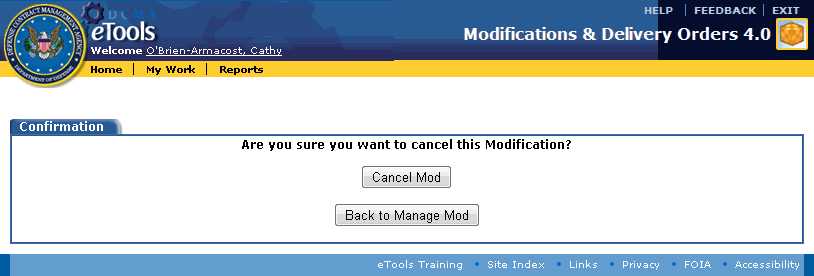 HELP | FEEDBACK | EXIT
DCMA
eTools
Modifications & Delivery Orders 4.0
Welcome O'Brien-Armacost, Cathy
DEFENSE CONTRACT MANAGEMENT AGENCY
DEPARTMENT OF DEFENSE
Home | My Work | Reports
Confirmation
Are you sure you want to cancel this Modification?
Cancel Mod
Back to Manage Mod
eTools Training • Site Index • Links • Privacy • FOIA • Accessibility